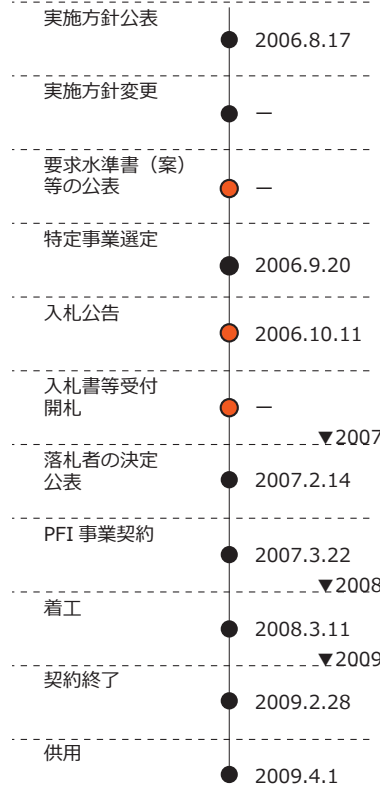 実施方針公表
2006.8.17
実施方針変更
—
要求水準書（案）
等の公表
—
特定事業選定
2006.9.20
入札公告
2006.10.11
入札書等受付
開札
—
▼2007
落札者の決定
公表
2007.2.14
PFI 事業契約
2007.3.22
▼2008
着工
2008.3.11
▼2009
契約終了
2009.2.28
供用
2009.4.1